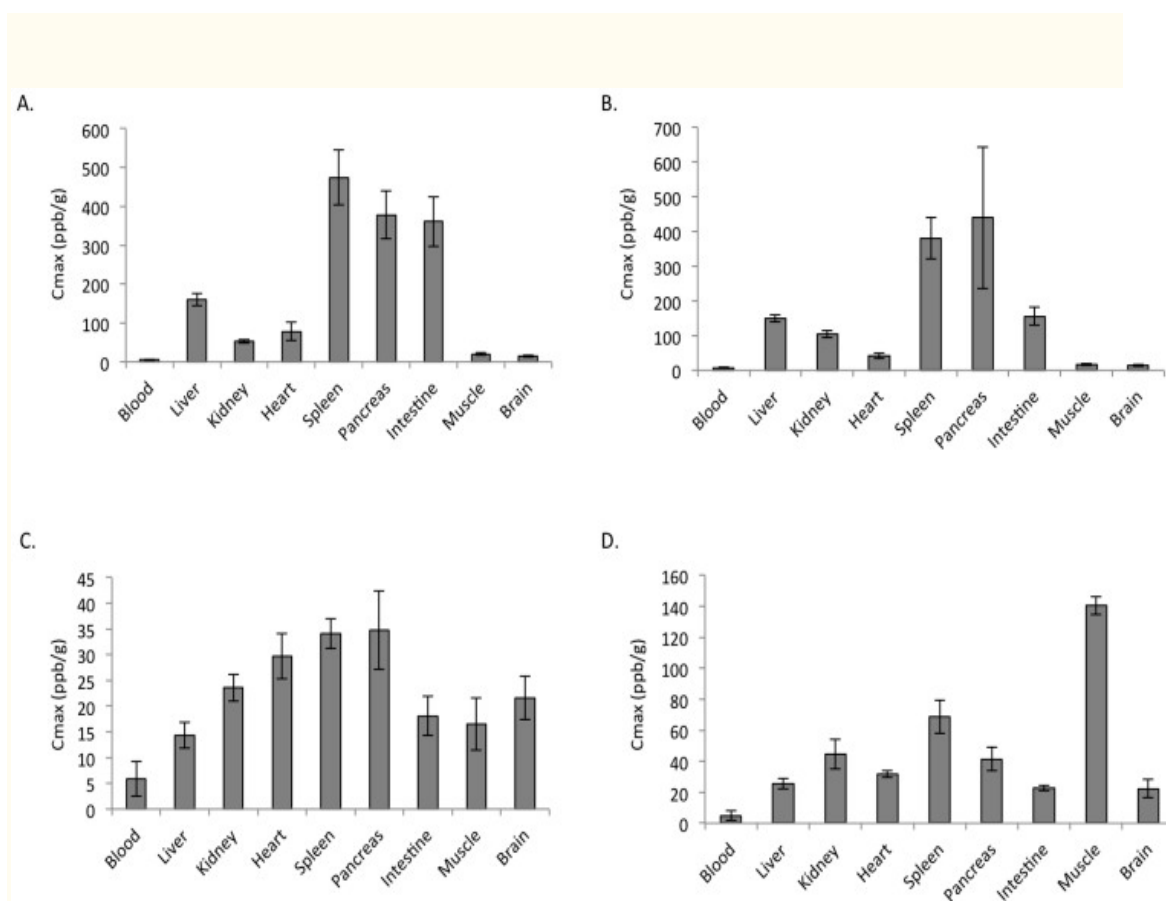 A.
Cmax (ppb/g)
600
500
400
300
200
100
0
Blood
Liver
Kidney
Heart
Spleen
Pancreas
Intestine
Muscle
Brain
B.
Cmax (ppb/g)
700
600
500
400
300
200
100
0
Blood
Liver
Kidney
Heart
Spleen
Pancreas
Intestine
Muscle
Brain
C.
Cmax (ppb/g)
45
40
35
30
25
20
15
10
5
0
Blood
Liver
Kidney
Heart
Spleen
Pancreas
Intestine
Muscle
Brain
D.
Cmax (ppb/g)
160
140
120
100
80
60
40
20
0
Blood
Liver
Kidney
Heart
Spleen
Pancreas
Intestine
Muscle
Brain